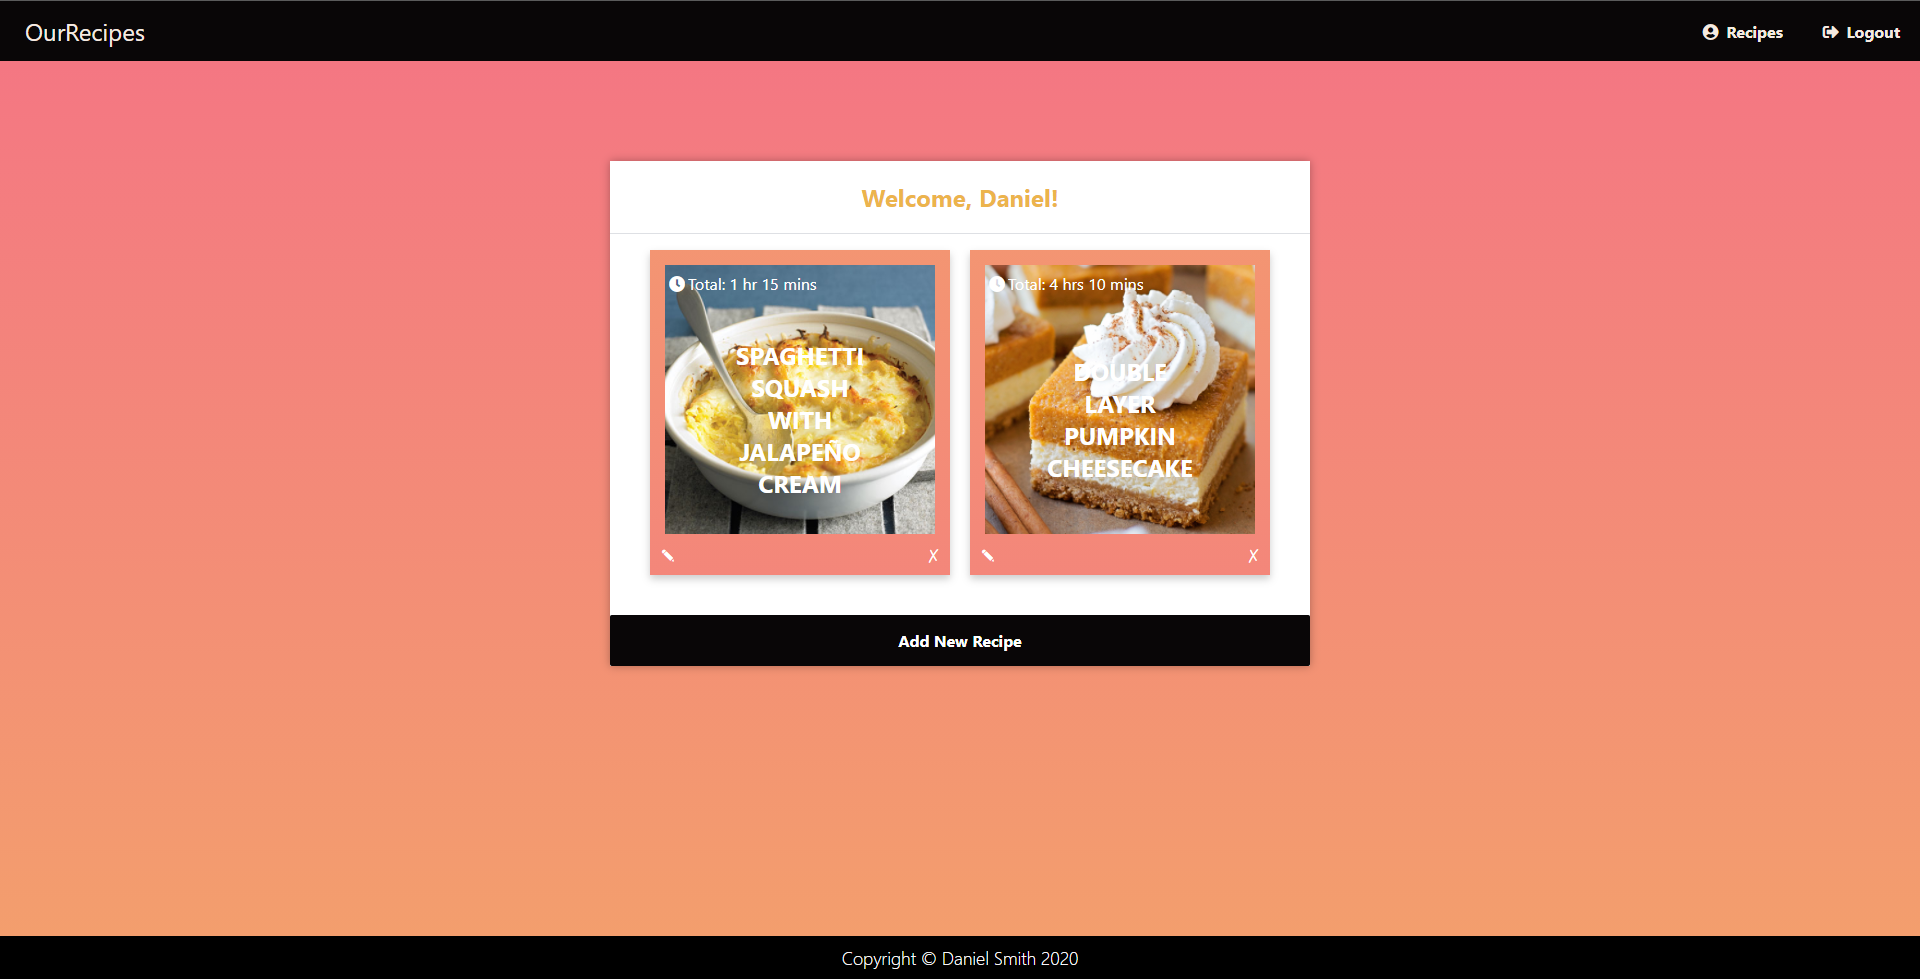 OurRecipes
Recipes
Logout
Welcome, Daniel!
Total: 1 hr 15 mins
SPAGHETTI
SQUASH
WITH
JALAPEÑO
CREAM
X
Total: 4 hrs 10 mins
DOUBLE
LAYER
PUMPKIN
CHEESECAKE
X
Add New Recipe
Copyright © Daniel Smith 2020